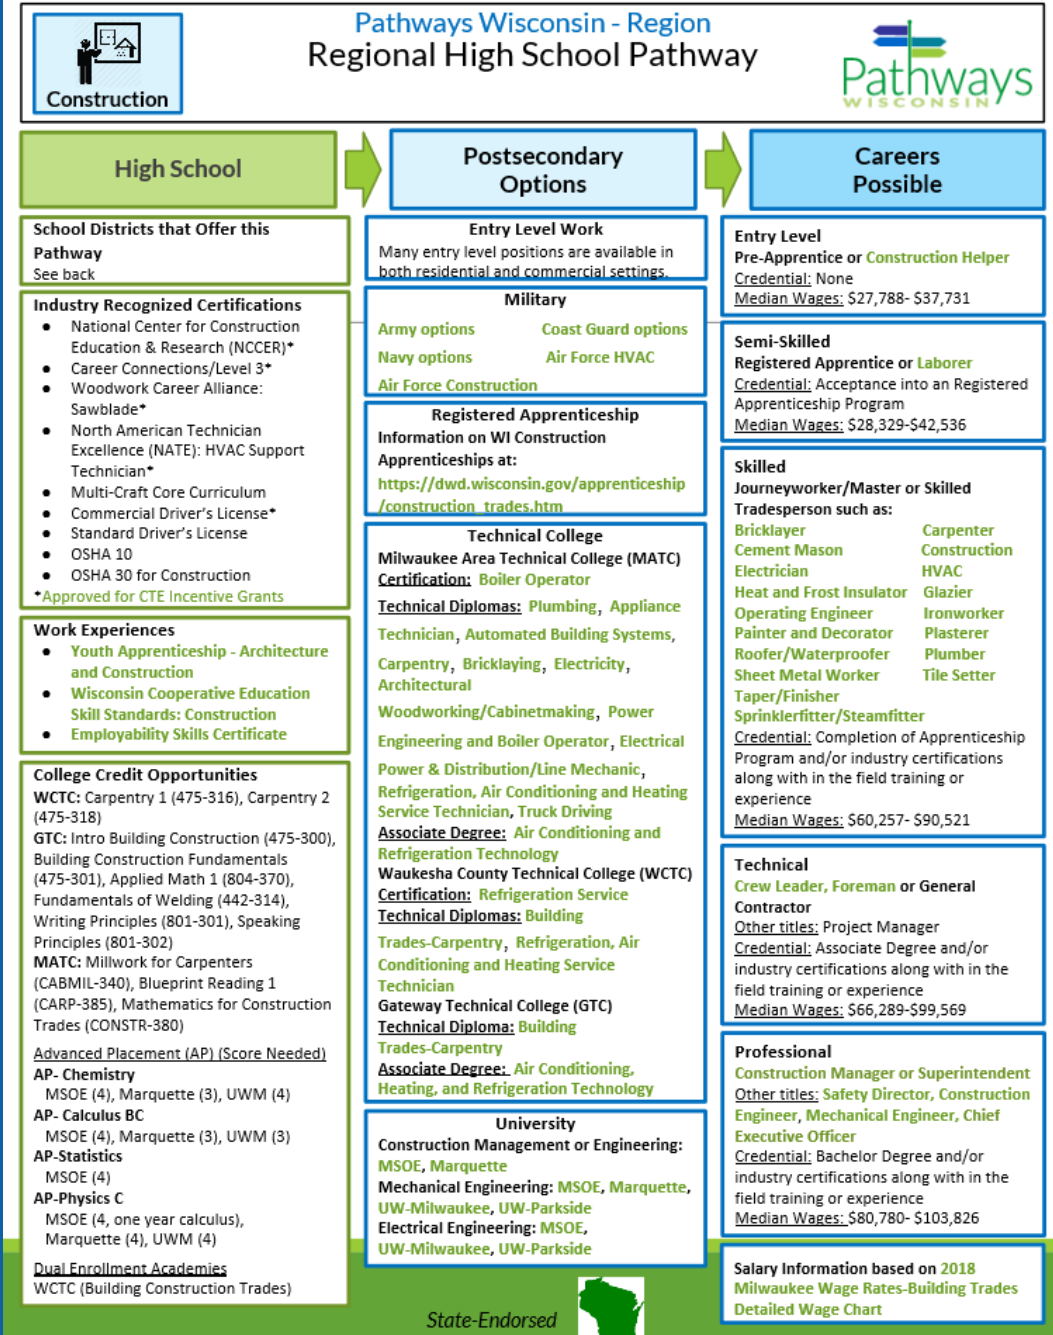 Pathways Wisconsin - Region
Regional High School Pathway
Construction
Pathways
WISCONSIN
High School
Postsecondary
Options
Careers
Possible
School Districts that Offer this
Pathway
See back
Industry Recognized Certifications
● National Center for Construction
Education & Research (NCCER)*
● Career Connections/Level 3*
● Woodwork Career Alliance:
Sawblade*
● North American Technician
Excellence (NATE): HVAC Support
Technician*
● Multi-Craft Core Curriculum
● Commercial Driver's License*
● Standard Driver's License
● OSHA 10
● OSHA 30 for Construction
*Approved for CTE Incentive Grants
Work Experiences
● Youth Apprenticeship - Architecture
and Construction
● Wisconsin Cooperative Education
Skill Standards: Construction
● Employability Skills Certificate
College Credit Opportunities
WCTC: Carpentry 1 (475-316), Carpentry 2
(475-318)
GTC: Intro Building Construction (475-300),
Building Construction Fundamentals
(475-301), Applied Math 1 (804-370),
Fundamentals of Welding (442-314),
Writing Principles (801-301), Speaking
Principles (801-302)
MATC: Millwork for Carpenters
(CABMIL-340), Blueprint Reading 1
(CARP-385), Mathematics for Construction
Trades (CONSTR-380)
Advanced Placement (AP) (Score Needed)
AP- Chemistry
MSOE (4), Marquette (3), UWM (4)
AP- Calculus BC
MSOE (4), Marquette (3), UWM (3)
AP-Statistics
MSOE (4)
AP-Physics C
MSOE (4, one year calculus),
Marquette (4), UWM (4)
Dual Enrollment Academies
WCTC (Building Construction Trades)
Entry Level Work
Many entry level positions are available in
both residential and commercial settings.
Military
Army options Coast Guard options
Navy options Air Force HVAC
Air Force Construction
Registered Apprenticeship
Information on WI Construction
Apprenticeships at:
https://dwd.wisconsin.gov/apprenticeship
/construction_trades.htm
Technical College
Milwaukee Area Technical College (MATC)
Certification: Boiler Operator
Technical Diplomas: Plumbing, Appliance
Technician, Automated Building Systems,
Carpentry, Bricklaying, Electricity,
Architectural
Woodworking/Cabinetmaking, Power
Engineering and Boiler Operator, Electrical
Power & Distribution/Line Mechanic,
Refrigeration, Air Conditioning and Heating
Service Technician, Truck Driving
Associate Degree: Air Conditioning and
Refrigeration Technology
Waukesha County Technical College (WCTC)
Certification: Refrigeration Service
Technical Diplomas: Building
Trades-Carpentry, Refrigeration, Air
Conditioning and Heating Service
Technician
Gateway Technical College (GTC)
Technical Diploma: Building
Trades-Carpentry
Associate Degree: Air Conditioning,
Heating, and Refrigeration Technology
University
Construction Management or Engineering:
MSOE, Marquette
Mechanical Engineering: MSOE, Marquette,
UW-Milwaukee, UW-Parkside
Electrical Engineering: MSOE,
UW-Milwaukee, UW-Parkside
Entry Level
Pre-Apprentice or Construction Helper
Credential: None
Median Wages: $27,788- $37,731
Semi-Skilled
Registered Apprentice or Laborer
Credential: Acceptance into an Registered
Apprenticeship Program
Median Wages: $28,329-$42,536
Skilled
Journeyworker/Master or Skilled
Tradesperson such as:
Bricklayer Carpenter
Cement Mason Construction
Electrician HVAC
Heat and Frost Insulator Glazier
Operating Engineer Ironworker
Painter and Decorator Plasterer
Roofer/Waterproofer Plumber
Sheet Metal Worker Tile Setter
Taper/Finisher
Sprinklerfitter/Steamfitter
Credential: Completion of Apprenticeship
Program and/or industry certifications
along with in the field training or
experience
Median Wages: $60,257- $90,521
Technical
Crew Leader, Foreman or General
Contractor
Other titles: Project Manager
Credential: Associate Degree and/or
industry certifications along with in the
field training or experience
Median Wages: $66,289-$99,569
Professional
Construction Manager or Superintendent
Other titles: Safety Director, Construction
Engineer, Mechanical Engineer, Chief
Executive Officer
Credential: Bachelor Degree and/or
industry certifications along with in the
field training or experience
Median Wages: $80,780- $103,826
Salary Information based on 2018
Milwaukee Wage Rates-Building Trades
Detailed Wage Chart
State-Endorsed